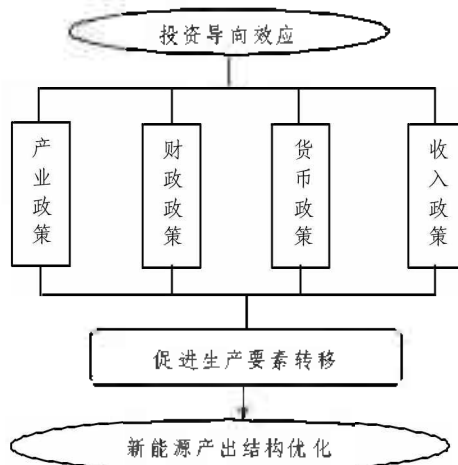 投资导向效应
产业政策
财政政策
货币政策
收入政策
促进生产要素转移
新能源产出结构优化